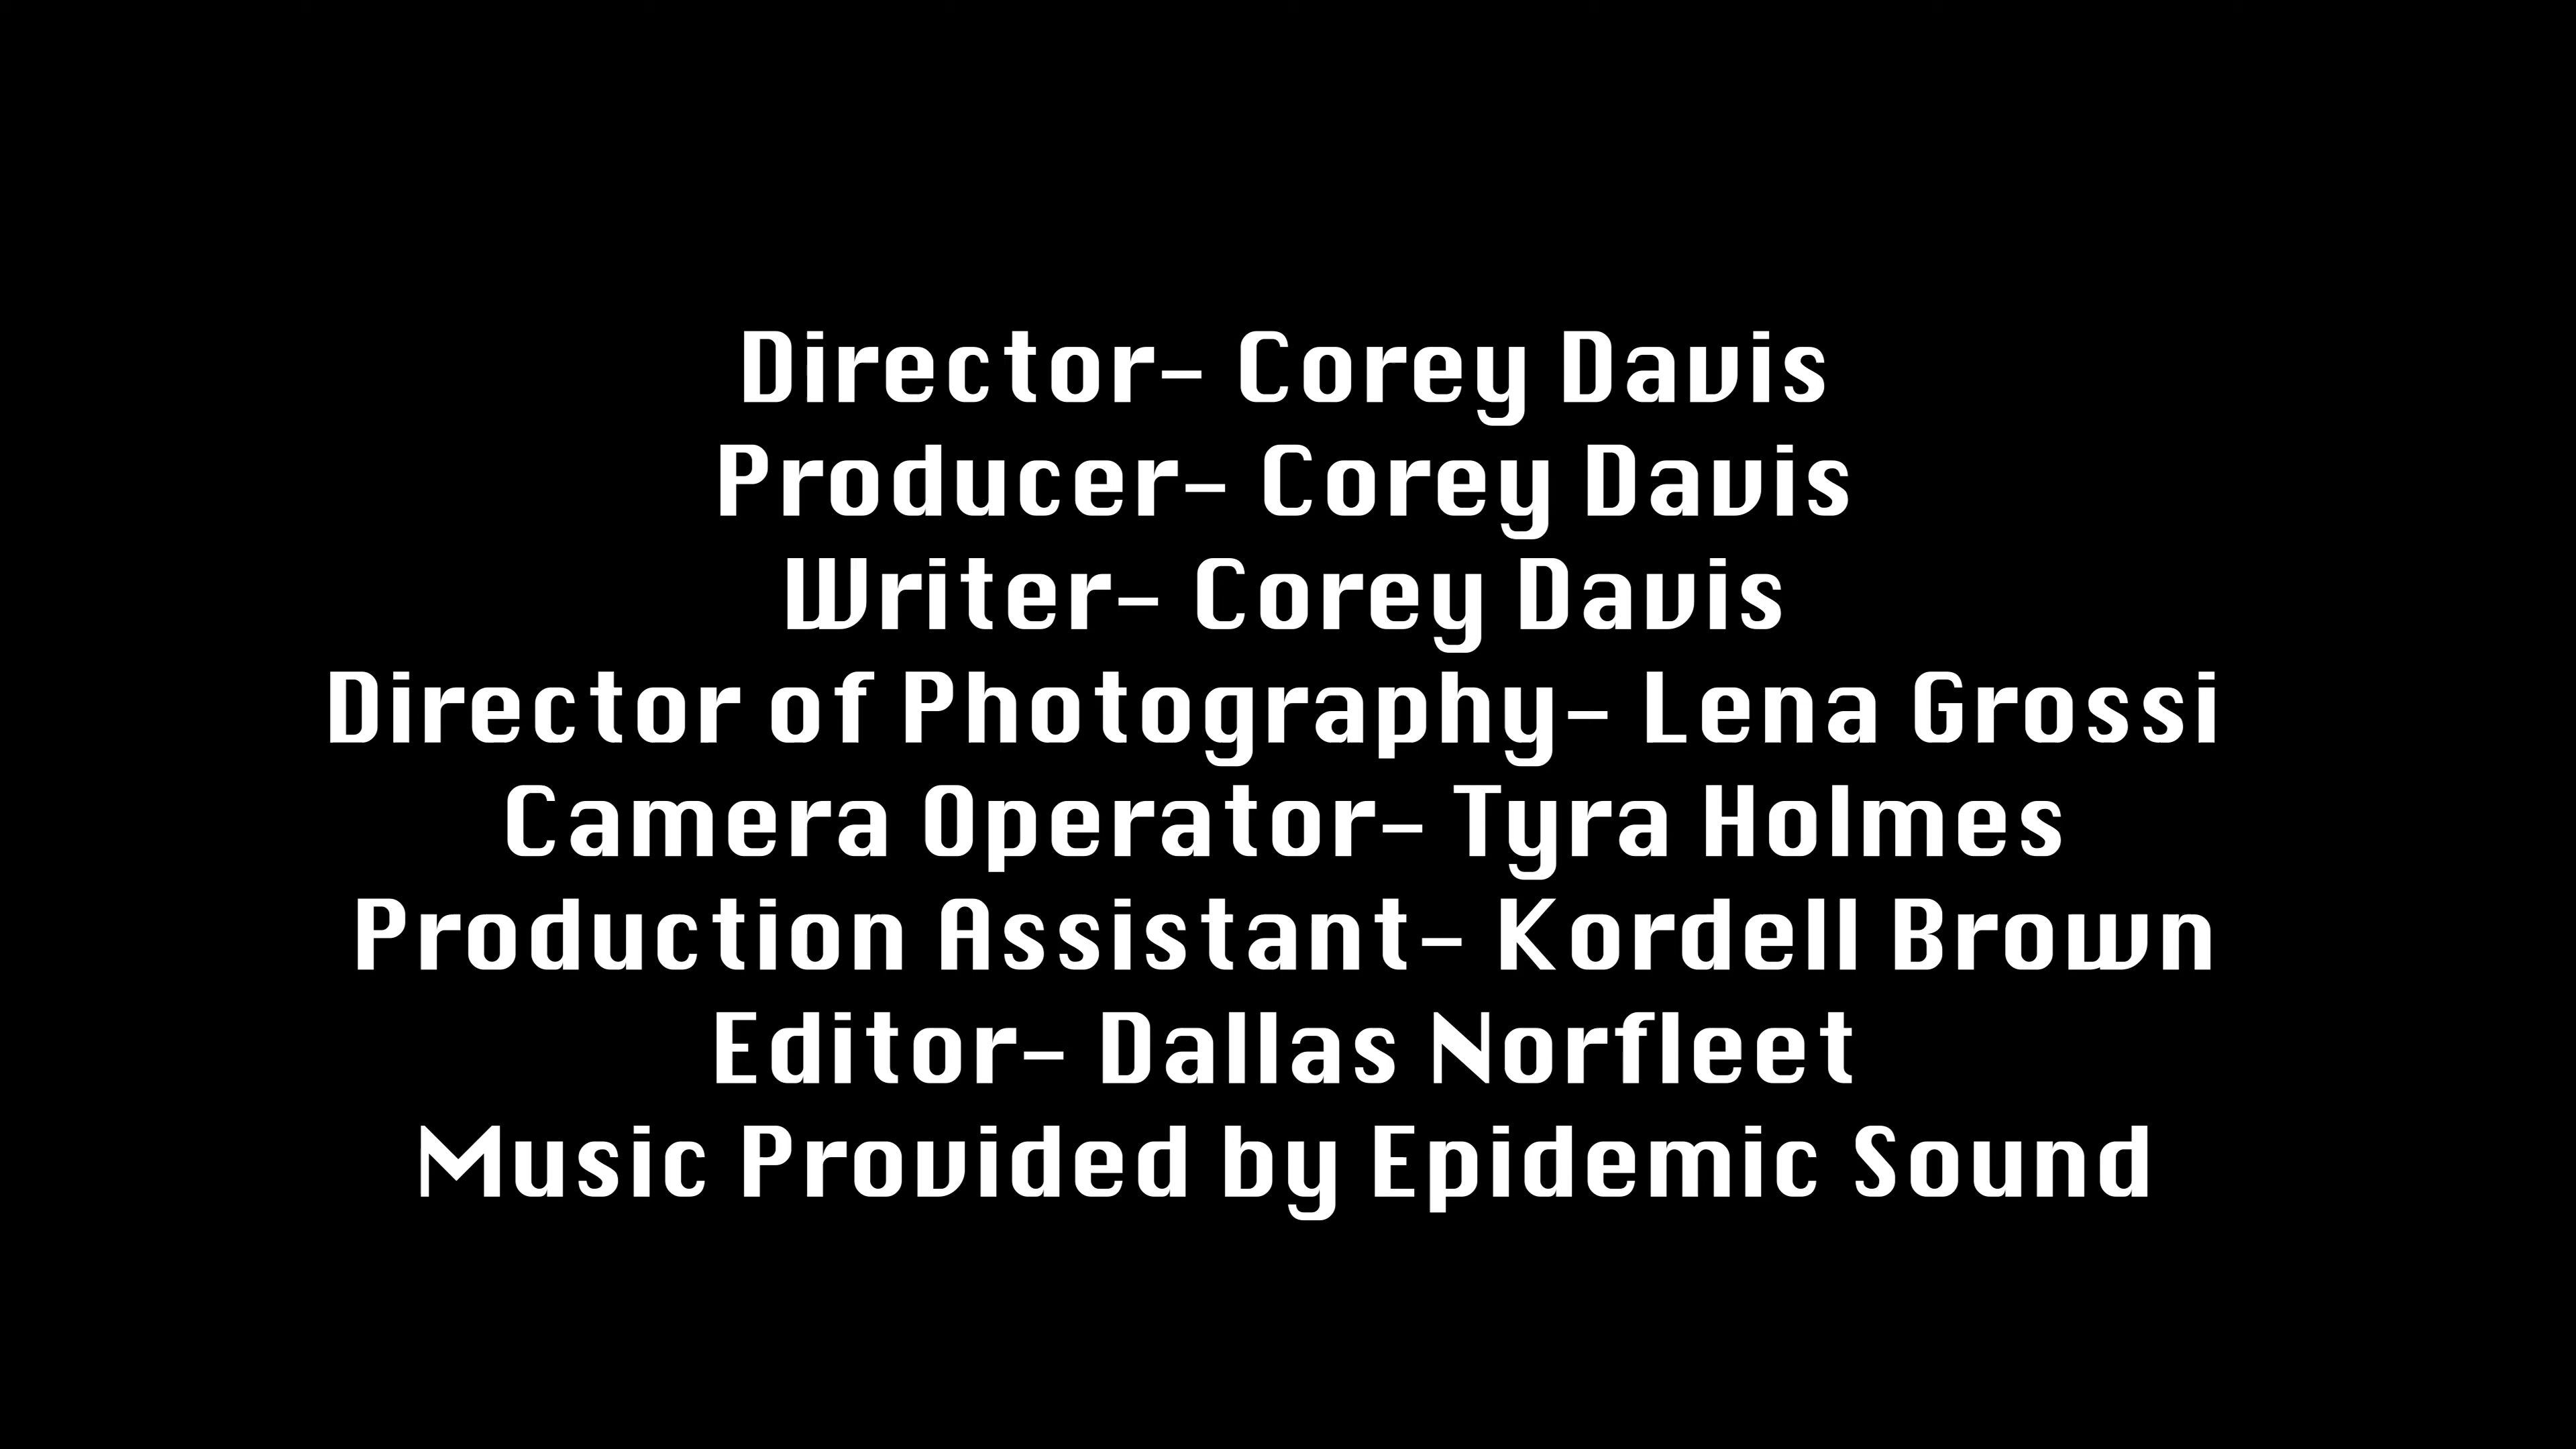 Director- Corey Davis
Producer- Corey Davis
Writer- Corey Davis
Director of Photography- Lena Grossi
Camera Operator- Tyra Holmes
Production Assistant- Kordell Brown
Editor- Dallas Norfleet
Music Provided by Epidemic Sound